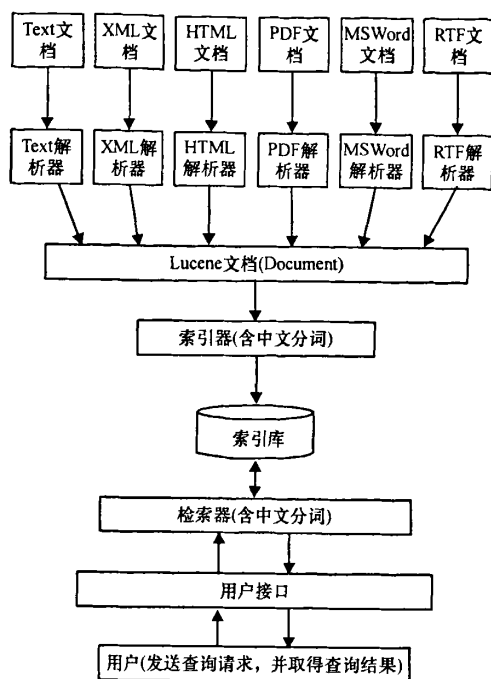 Text文
档
XML文
档
HTML
文档
PDF文
档
MSWord
文档
RTF文
档
Text解
析器
XML解
析器
HTML
解析器
PDF解
析器
MSWord
解析器
RTF解
析器
Lucene文档(Document)
索引器(含中文分词)
索引库
检索器(含中文分词)
用户接口
用户(发送查询请求，并取得查询结果)